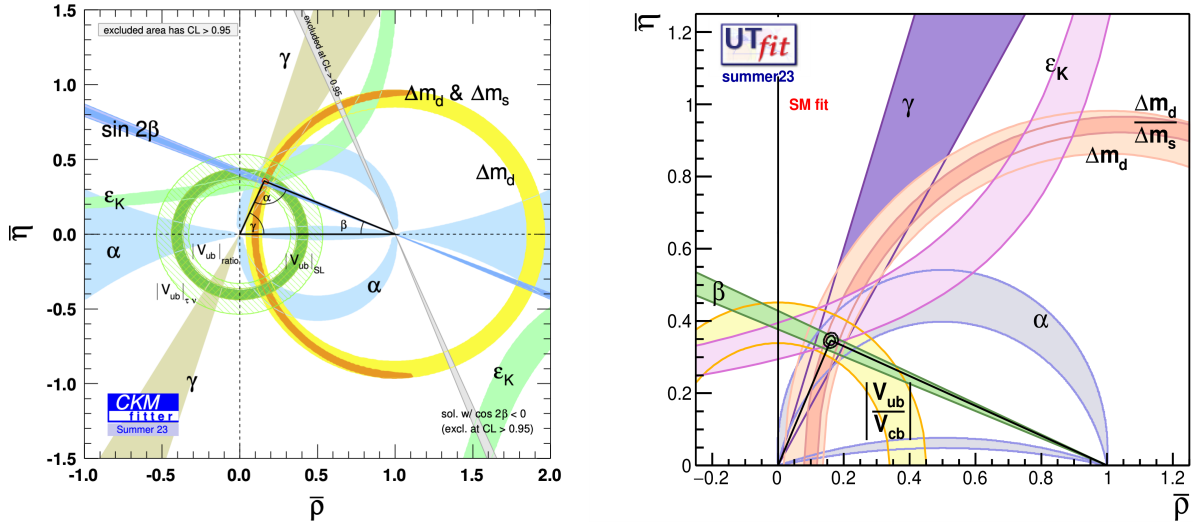 excluded area has CL > 0.95
excluded at CL > 0.95
γ
Δm_d & Δm_s
sin 2β
Δm_d
ε_K
α
α
β
γ
|V_ub|_ratio
|V_ub|_SL
|V_ub|_τν
α
γ
ε_K
CKM
fitter
Summer 23
sol. w/ cos 2β < 0
(excl. at CL > 0.95)
1.5
1.0
0.5
0.0
-0.5
-1.0
-1.5
η̅
-1.0 -0.5 0.0 0.5 1.0 1.5 2.0
ρ̅
UTfit
summer23
SM fit
γ
ε_K
Δm_d
Δm_s
Δm_d
β
α
|V_ub
V_cb|
η̅
1.2
1
0.8
0.6
0.4
0.2
0
−0.2 0 0.2 0.4 0.6 0.8 1 1.2
ρ̅